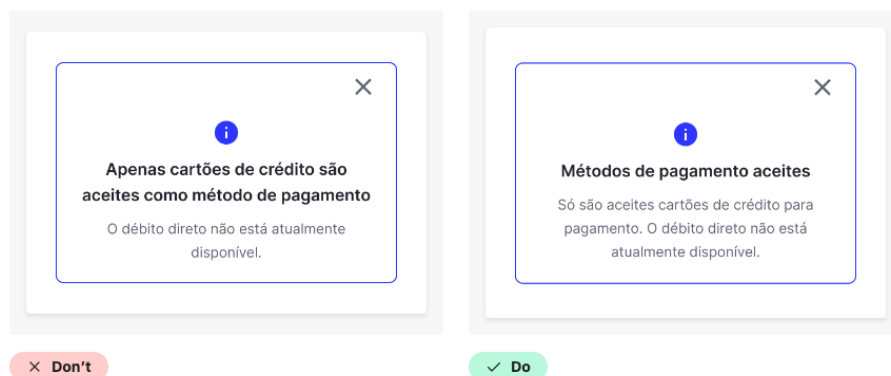 Apenas cartões de crédito são
aceites como método de pagamento
O débito direto não está atualmente
disponível.
Don't
Métodos de pagamento aceites
Só são aceites cartões de crédito para
pagamento. O débito direto não está
atualmente disponível.
Do